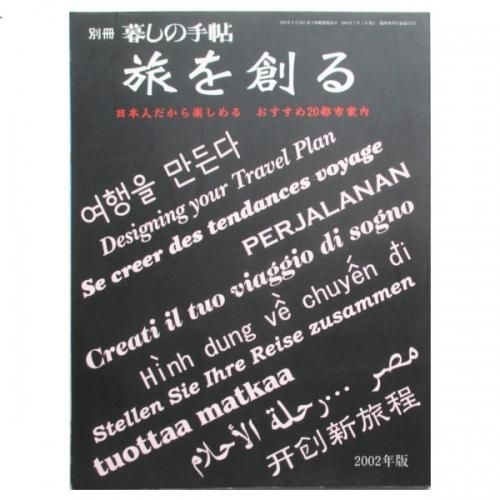 別冊 暮しの手帖
旅を創る
日本人だから楽しめる おすすめ20都市案内
여행을 만든다
Designing your Travel Plan
Se creer des tendances voyage
PERJALANAN
Creati il tuo viaggio di sogno
Hình dung về chuyến đi
Stellen Sie Ihre Reise zusammen
tuottaa matkaa
مصر ... رحلة الأحلام
开创新旅程
2002年版